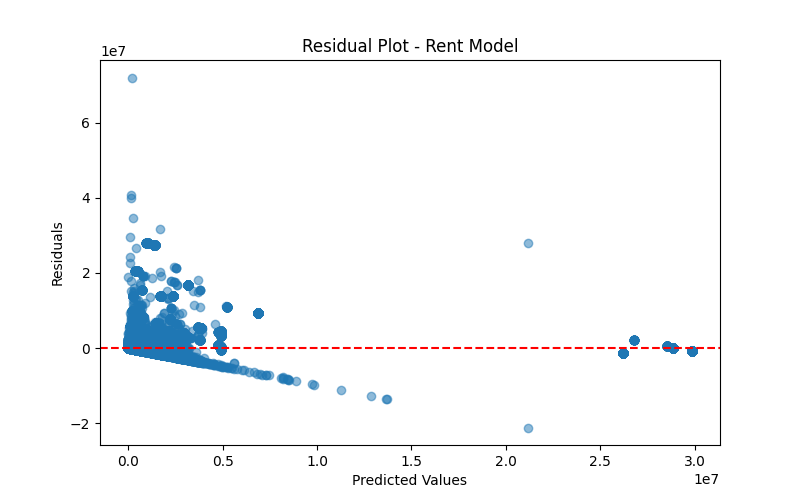 Residual Plot - Rent Model
1e7
Residuals
6
4
2
0
−2
0.0 0.5 1.0 1.5 2.0 2.5 3.0
1e7
Predicted Values